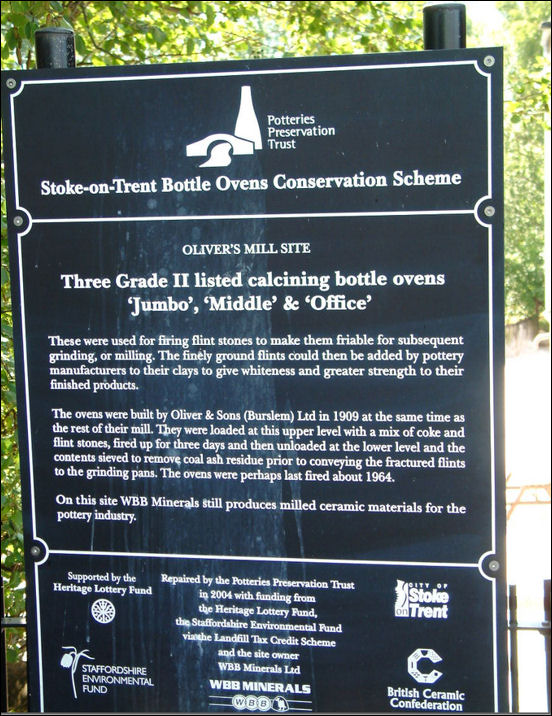 Potteries
Preservation
Trust
Stoke-on-Trent Bottle Ovens Conservation Scheme
OLIVER'S MILL SITE
Three Grade II listed calcining bottle ovens
'Jumbo', 'Middle' & 'Office'
These were used for firing flint stones to make them friable for subsequent
grinding, or milling. The finely ground flints could then be added by pottery
manufacturers to their clays to give whiteness and greater strength to their
finished products.
The ovens were built by Oliver & Sons (Burslem) Ltd in 1909 at the same time as
the rest of their mill. They were loaded at this upper level with a mix of coke and
flint stones, fired up for three days and then unloaded at the lower level and the
contents sieved to remove coal ash residue prior to conveying the fractured flints
to the grinding pans. The ovens were perhaps last fired about 1964.
On this site WBB Minerals still produces milled ceramic materials for the
pottery industry.
Supported by the
Heritage Lottery Fund
Repaired by the Potteries Preservation Trust
in 2004 with funding from
the Heritage Lottery Fund,
the Staffordshire Environmental Fund
via the Landfill Tax Credit Scheme
and the site owner
WBB Minerals Ltd
WBB MINERALS
WBB
CITY OF
Stoke
on Trent
STAFFORDSHIRE
ENVIRONMENTAL
FUND
British Ceramic
Confederation